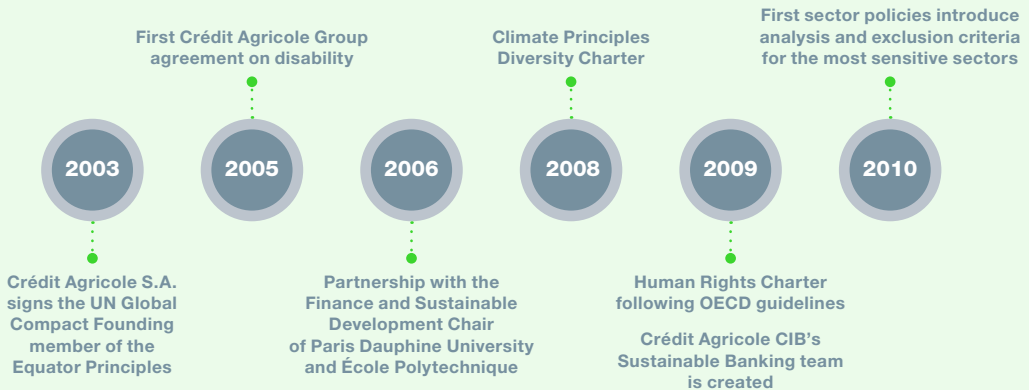 First Crédit Agricole Group
agreement on disability
Climate Principles
Diversity Charter
First sector policies introduce
analysis and exclusion criteria
for the most sensitive sectors
2003
2005
2006
2008
2009
2010
Crédit Agricole S.A.
signs the UN Global
Compact Founding
member of the
Equator Principles
Partnership with the
Finance and Sustainable
Development Chair
of Paris Dauphine University
and École Polytechnique
Human Rights Charter
following OECD guidelines
Crédit Agricole CIB's
Sustainable Banking team
is created